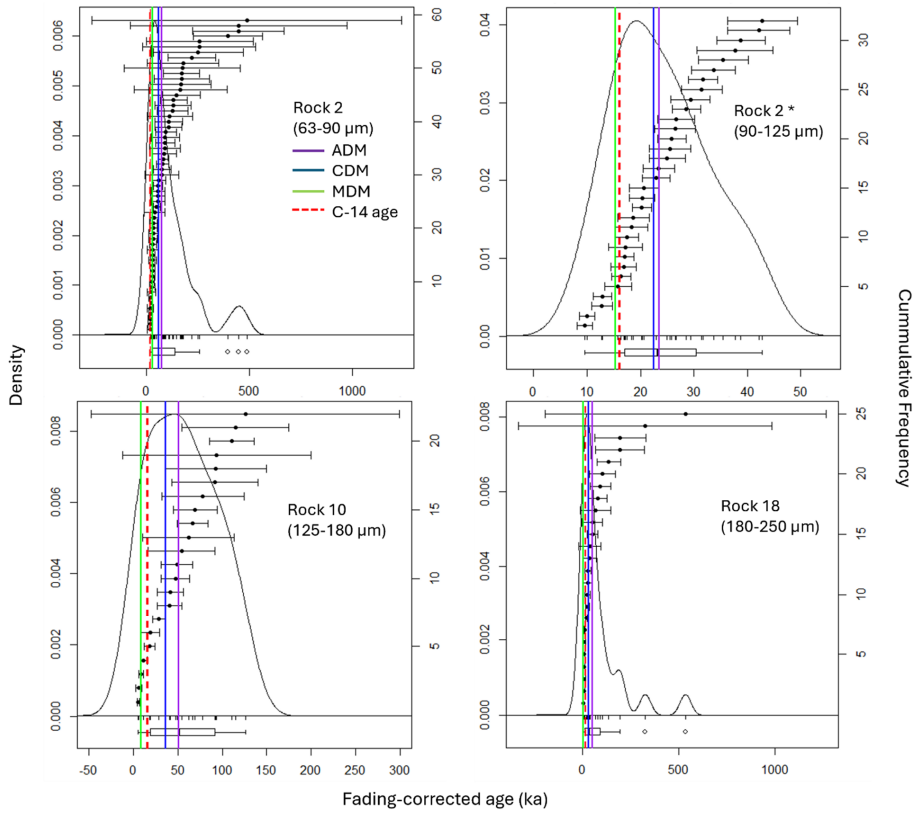 0.000 0.001 0.002 0.003 0.004 0.005 0.006
10 20 30 40 50 60
0 500 1000
Rock 2
(63-90 µm)
ADM
CDM
MDM
C-14 age
0.00 0.01 0.02 0.03 0.04
5 10 15 20 25 30
0 10 20 30 40 50
Rock 2 *
(90-125 µm)
Density
Cummulative Frequency
0.000 0.002 0.004 0.006 0.008
5 10 15 20
-50 0 50 100 150 200 250 300
Rock 10
(125-180 µm)
0.000 0.002 0.004 0.006 0.008
5 10 15 20 25
0 500 1000
Rock 18
(180-250 µm)
Fading-corrected age (ka)